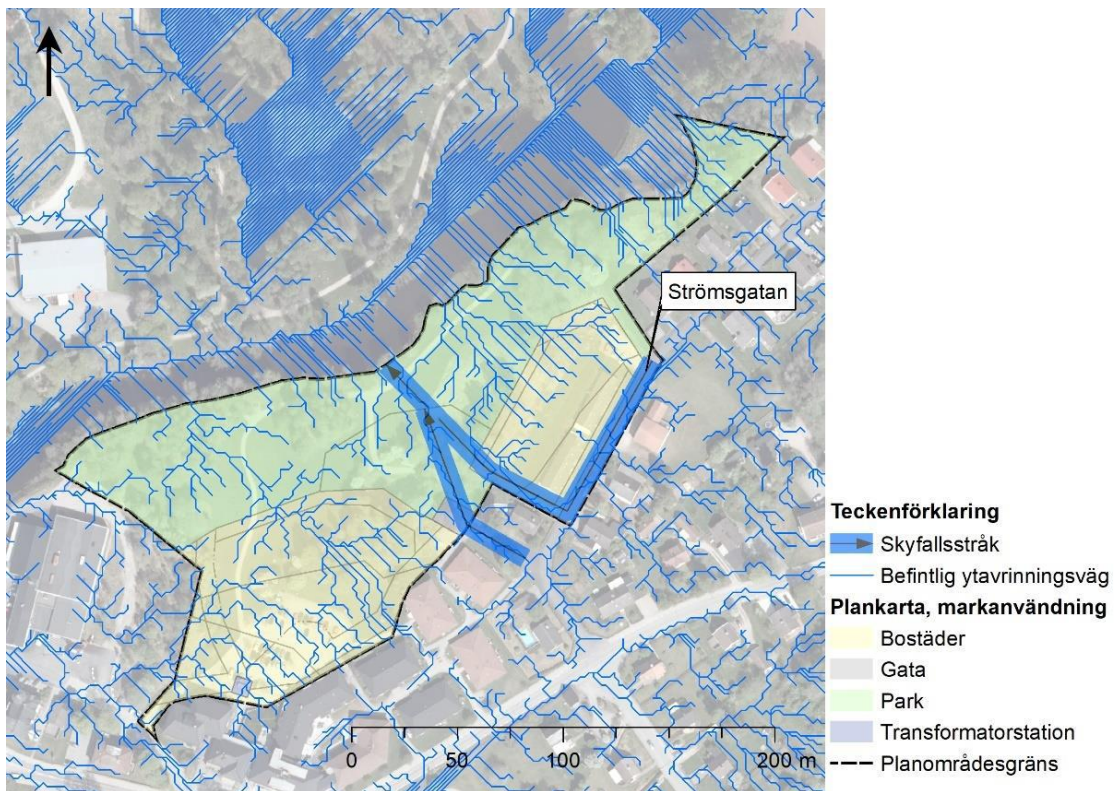 Strömsgatan
0 50 100 200 m
Teckenförklaring
Skyfallsstråk
Befintlig ytavrinningsväg
Plankarta, markanvändning
Bostäder
Gata
Park
Transformatorstation
Planområdesgräns